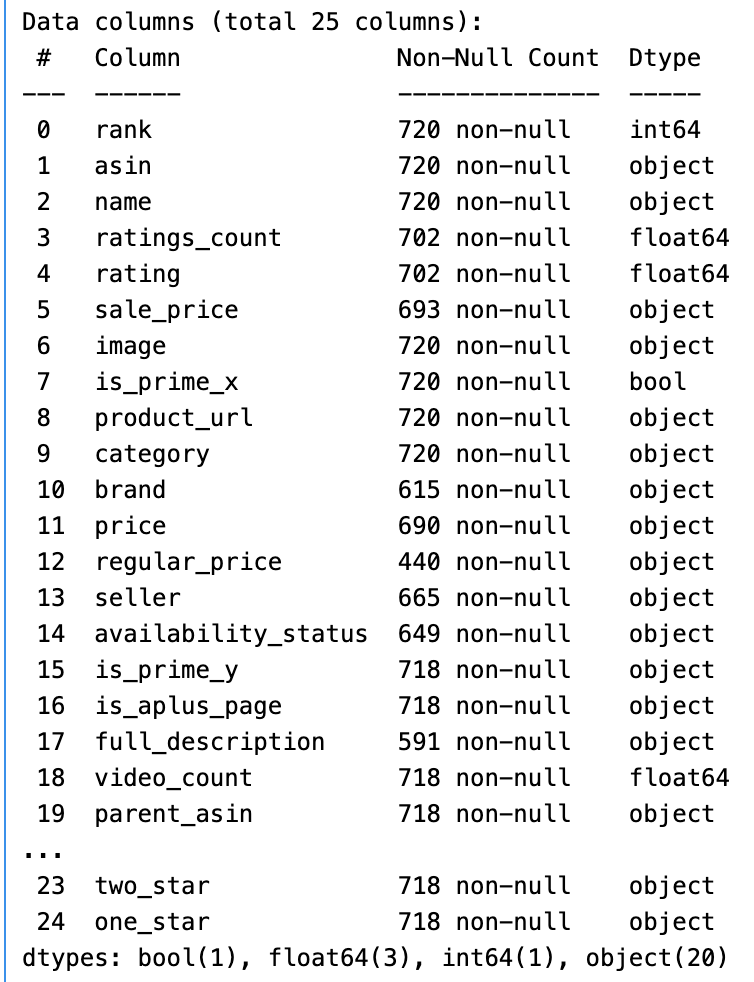 Data columns (total 25 columns):
 #   Column               Non-Null Count  Dtype
---  ------               --------------  -----
 0   rank                 720 non-null    int64
 1   asin                 720 non-null    object
 2   name                 720 non-null    object
 3   ratings_count        702 non-null    float64
 4   rating               702 non-null    float64
 5   sale_price           693 non-null    object
 6   image                720 non-null    object
 7   is_prime_x           720 non-null    bool
 8   product_url          720 non-null    object
 9   category             720 non-null    object
 10  brand                615 non-null    object
 11  price                690 non-null    object
 12  regular_price        440 non-null    object
 13  seller               665 non-null    object
 14  availability_status  649 non-null    object
 15  is_prime_y           718 non-null    object
 16  is_aplus_page        718 non-null    object
 17  full_description     591 non-null    object
 18  video_count          718 non-null    float64
 19  parent_asin          718 non-null    object
...
 23  two_star             718 non-null    object
 24  one_star             718 non-null    object
dtypes: bool(1), float64(3), int64(1), object(20)